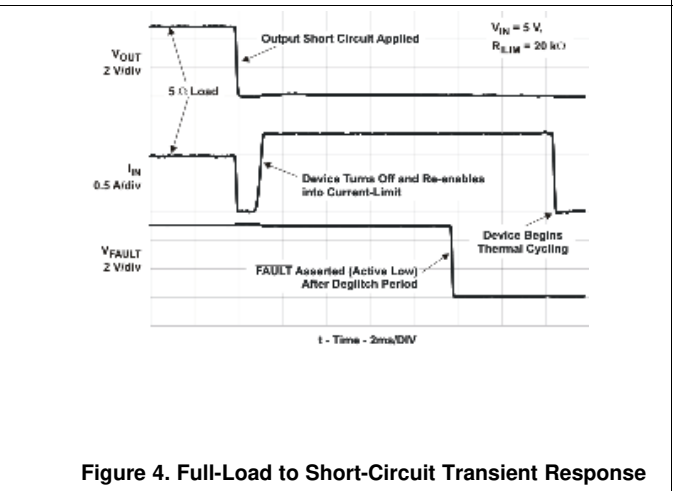 Output Short Circuit Applied
V_IN = 5 V,
R_ILIM = 20 kΩ
V_OUT
2 V/div
5 Ω Load
I_IN
0.5 A/div
Device Turns Off and Re-enables
into Current-Limit
Device Begins
Thermal Cycling
V_FAULT
2 V/div
FAULT Asserted (Active Low)
After Deglitch Period
t - Time - 2ms/DIV
Figure 4. Full-Load to Short-Circuit Transient Response